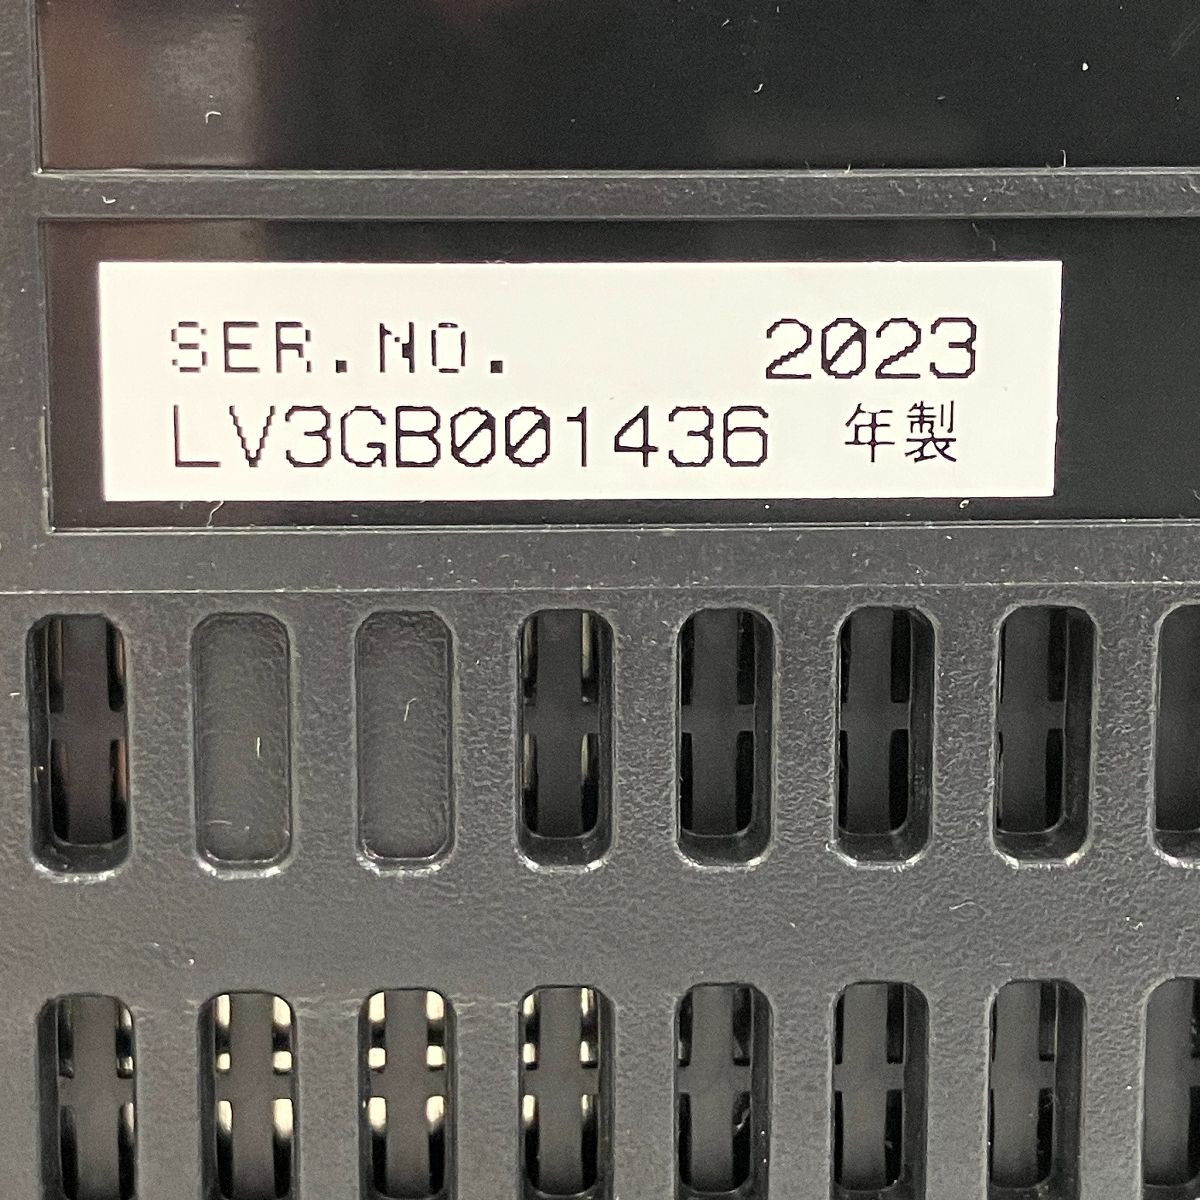 SER.NO. 2023
LV3GB001436 年製